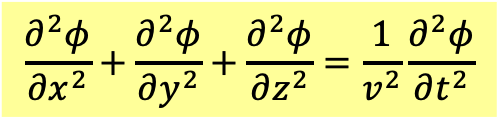 ∂²ϕ/∂x² + ∂²ϕ/∂y² + ∂²ϕ/∂z² = 1/v² ∂²ϕ/∂t²